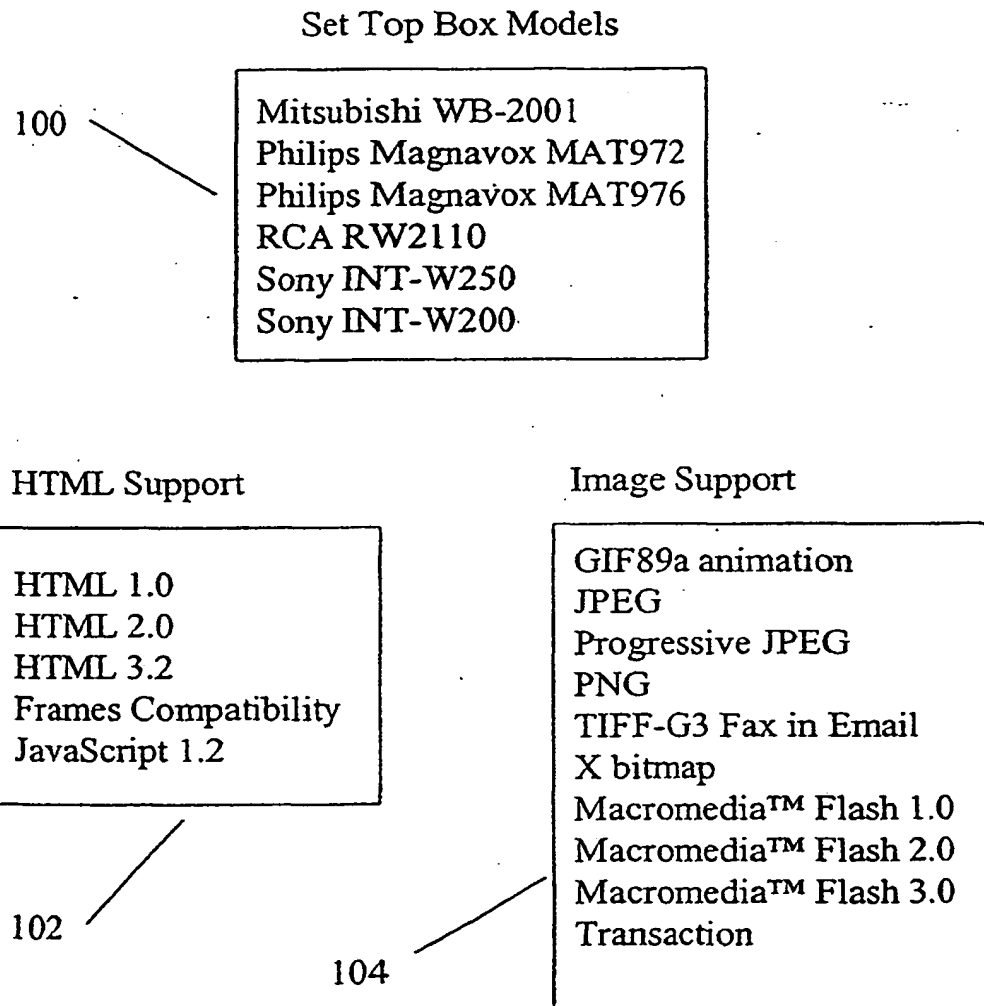 Set Top Box Models
100
Mitsubishi WB-2001
Philips Magnavox MAT972
Philips Magnavox MAT976
RCA RW2110
Sony INT-W250
Sony INT-W200
HTML Support
HTML 1.0
HTML 2.0
HTML 3.2
Frames Compatibility
JavaScript 1.2
102
Image Support
GIF89a animation
JPEG
Progressive JPEG
PNG
TIFF-G3 Fax in Email
X bitmap
Macromedia™ Flash 1.0
Macromedia™ Flash 2.0
Macromedia™ Flash 3.0
Transaction
104